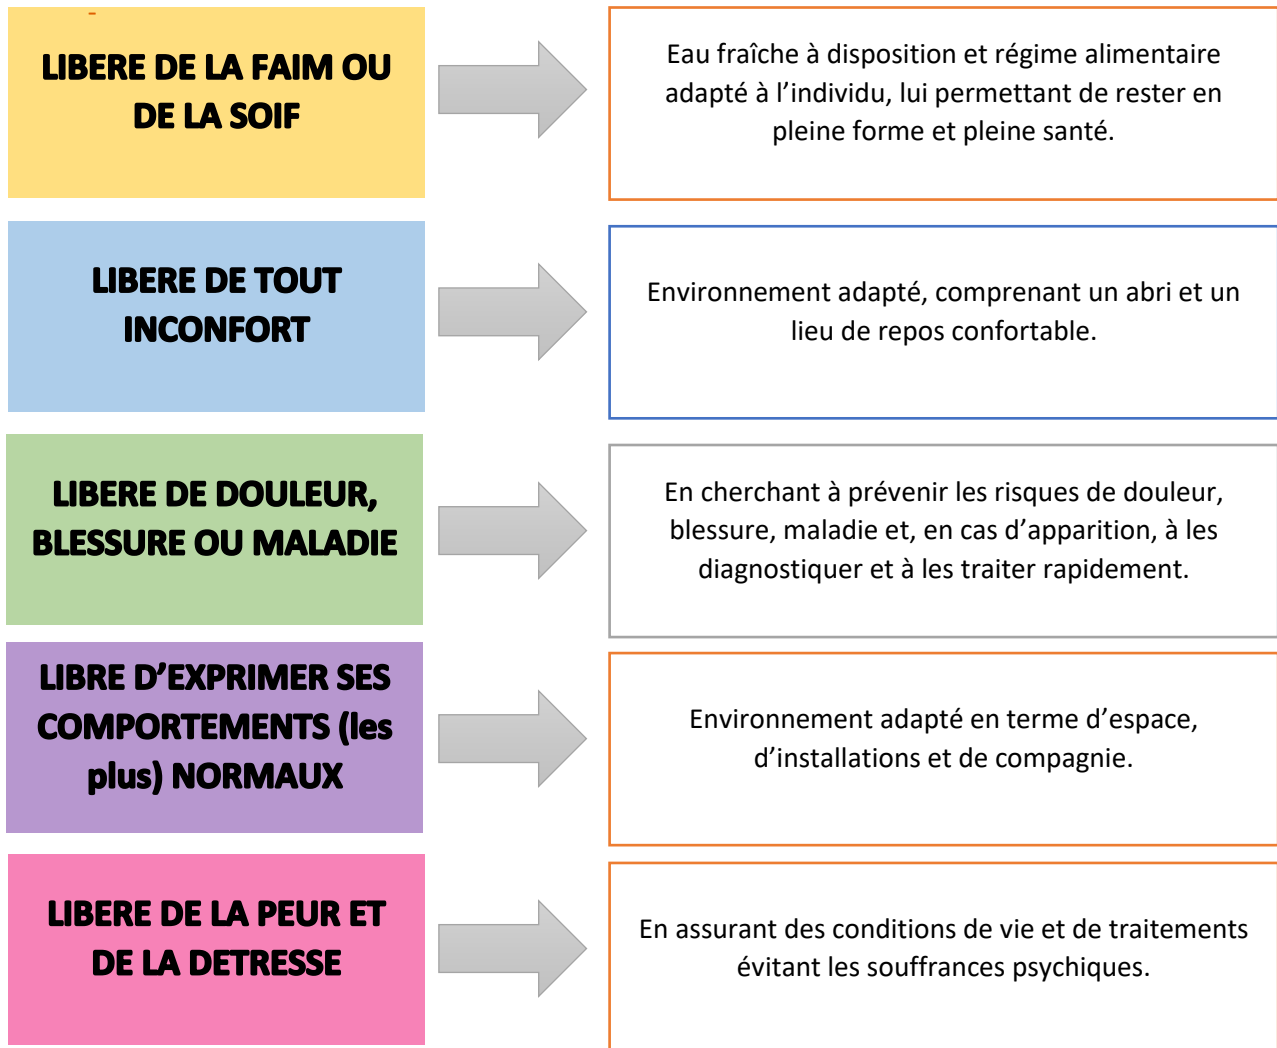 LIBERE DE LA FAIM OU
DE LA SOIF
Eau fraîche à disposition et régime alimentaire
adapté à l’individu, lui permettant de rester en
pleine forme et pleine santé.
LIBERE DE TOUT
INCONFORT
Environnement adapté, comprenant un abri et un
lieu de repos confortable.
LIBERE DE DOULEUR,
BLESSURE OU MALADIE
En cherchant à prévenir les risques de douleur,
blessure, maladie et, en cas d’apparition, à les
diagnostiquer et à les traiter rapidement.
LIBRE D’EXPRIMER SES
COMPORTEMENTS (les
plus) NORMAUX
Environnement adapté en terme d’espace,
d’installations et de compagnie.
LIBERE DE LA PEUR ET
DE LA DETRESSE
En assurant des conditions de vie et de traitements
évitant les souffrances psychiques.